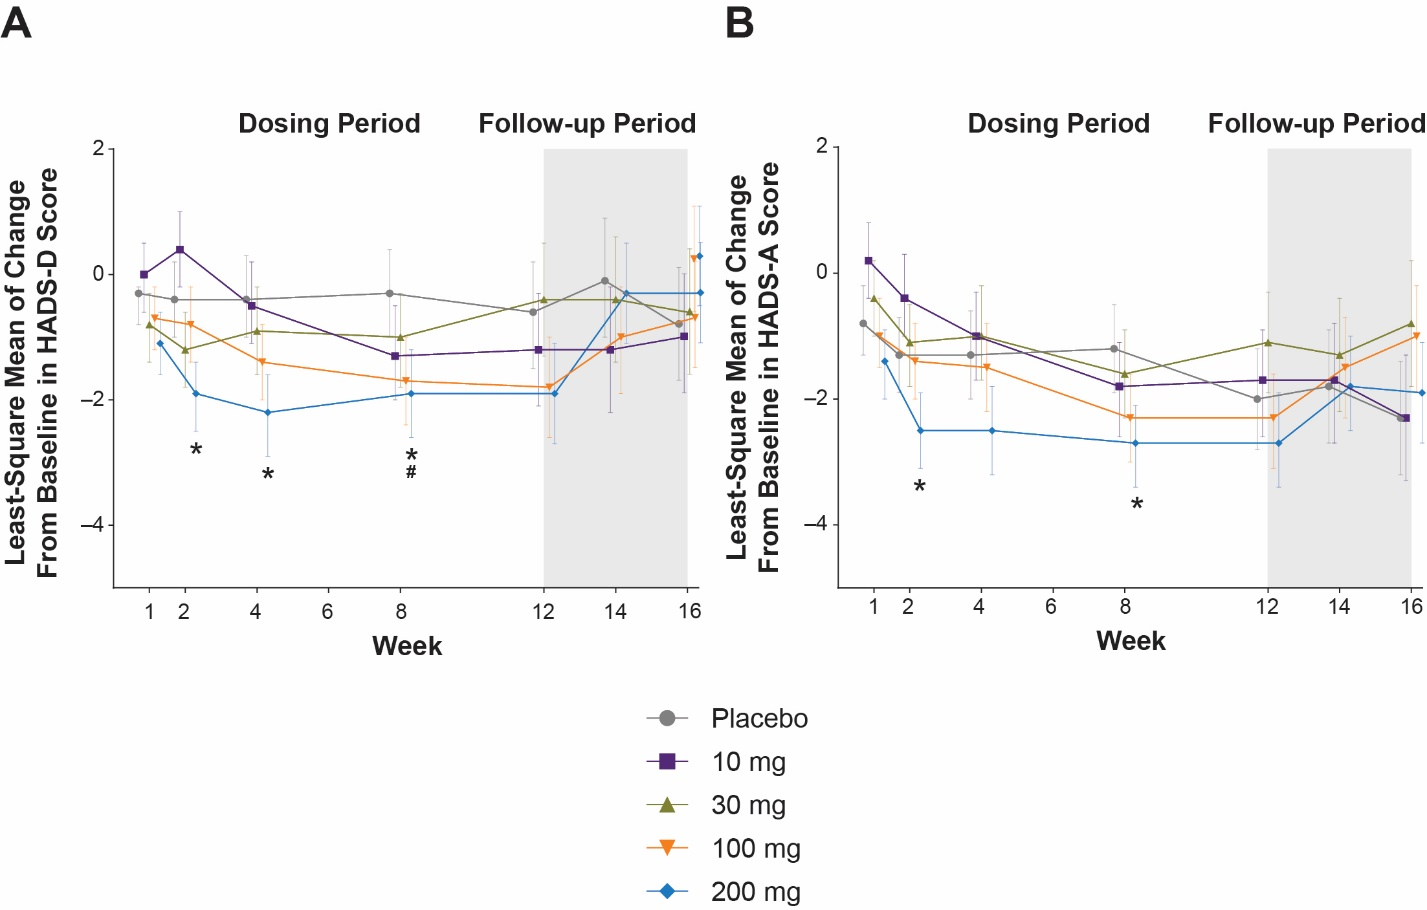 A
B
Dosing Period
Follow-up Period
Dosing Period
Follow-up Period
Least-Square Mean of Change
From Baseline in HADS-D Score
2
0
–2
–4
*
*
*
#
1
2
4
6
8
12
14
16
Week
Least-Square Mean of Change
From Baseline in HADS-A Score
2
0
–2
–4
*
*
1
2
4
6
8
12
14
16
Week
Placebo
10 mg
30 mg
100 mg
200 mg